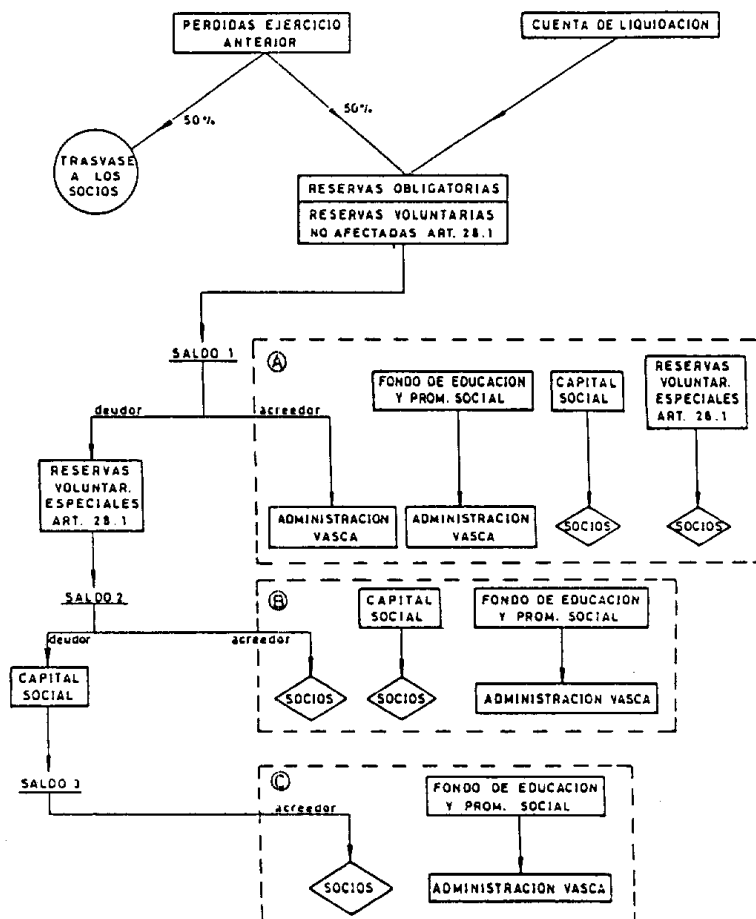 PERDIDAS EJERCICIO
ANTERIOR
CUENTA DE LIQUIDACION
50%
50%
TRASVASE
A LOS
SOCIOS
RESERVAS OBLIGATORIAS
RESERVAS VOLUNTARIAS
NO AFECTADAS ART. 28.1
SALDO 1
deudor
acreedor
A
FONDO DE EDUCACION
Y PROM. SOCIAL
CAPITAL
SOCIAL
RESERVAS
VOLUNTAR.
ESPECIALES
ART. 28.1
RESERVAS
VOLUNTAR.
ESPECIALES
ART. 28.1
ADMINISTRACION
VASCA
ADMINISTRACION
VASCA
SOCIOS
SOCIOS
SALDO 2
deudor
acreedor
B
CAPITAL
SOCIAL
FONDO DE EDUCACION
Y PROM. SOCIAL
CAPITAL
SOCIAL
SOCIOS
SOCIOS
ADMINISTRACION VASCA
SALDO 3
acreedor
C
FONDO DE EDUCACION
Y PROM. SOCIAL
SOCIOS
ADMINISTRACION VASCA